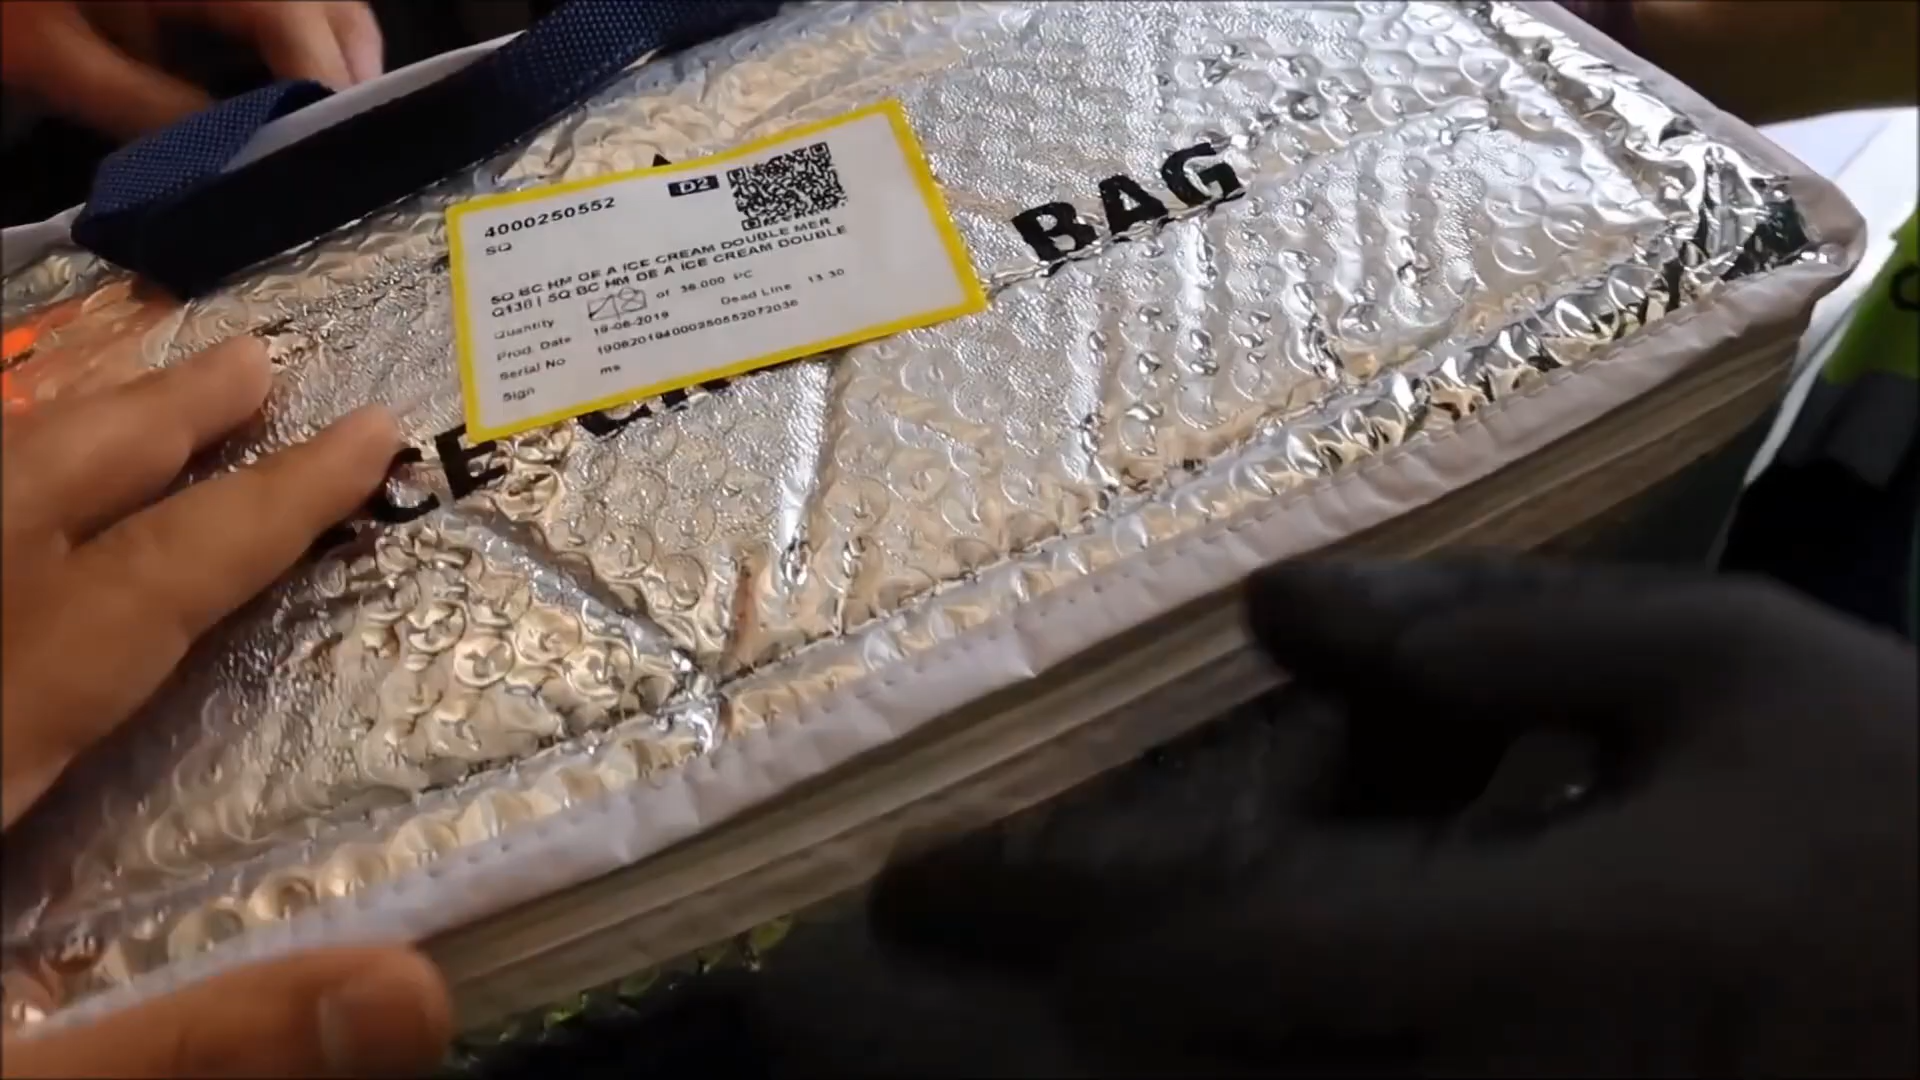 4000250552
D2
SQ
SQ BC HM OE A ICE CREAM DOUBLE MER
Q138 | SQ BC HM OE A ICE CREAM DOUBLE
Quantity 48 of 36.000 PC
Prod. Date 19-06-2019 Dead Line 13:30
Serial No 190620194000250552072036
Sign ms
CE
BAG